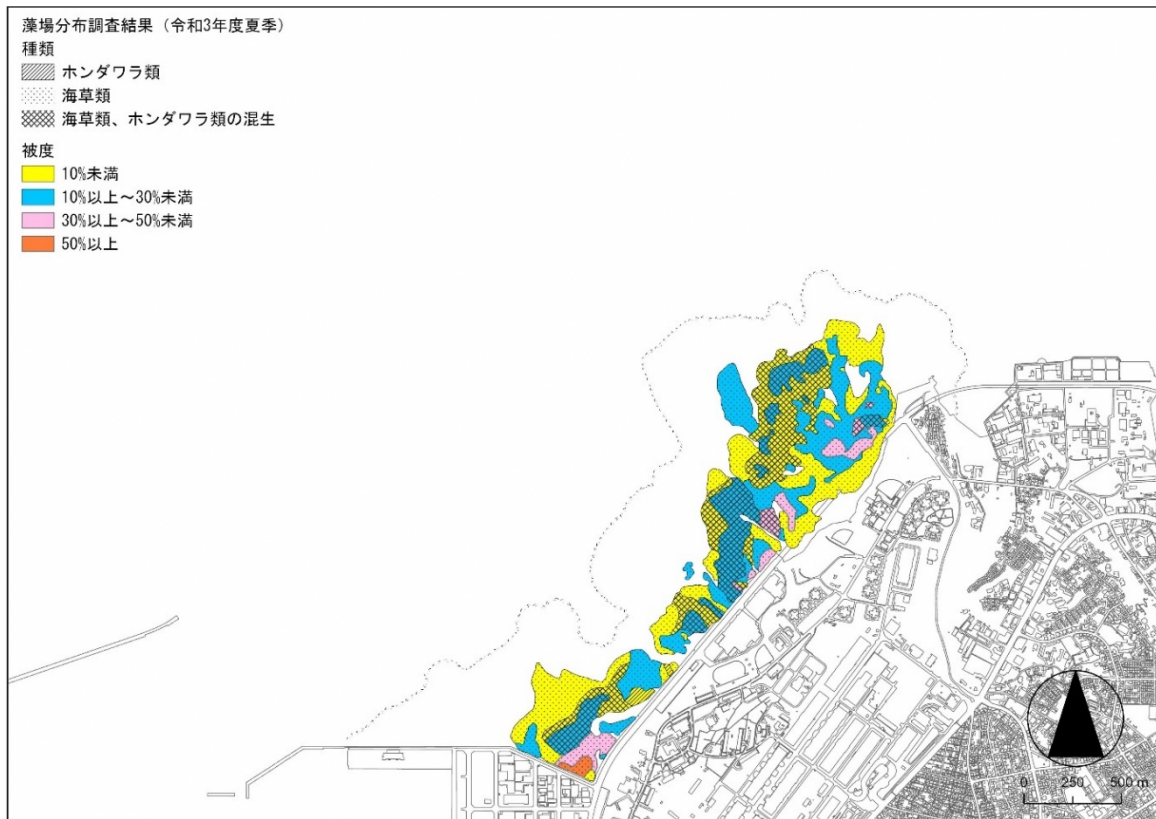 藻場分布調査結果（令和3年度夏季）
種類
ホンダワラ類
海草類
海草類、ホンダワラ類の混生
被度
10%未満
10%以上～30%未満
30%以上～50%未満
50%以上
0 250 500 m